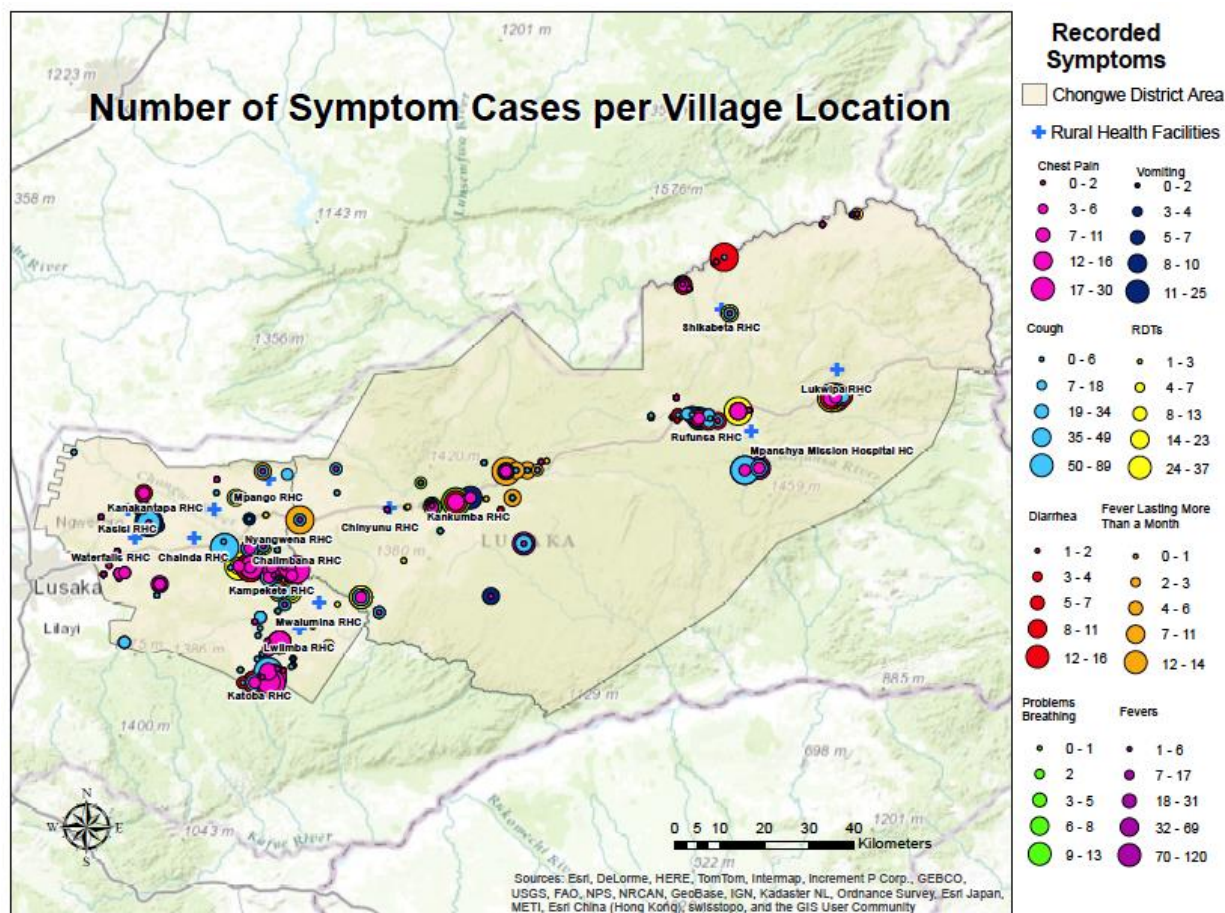 Number of Symptom Cases per Village Location
1201 m
1223 m
1576 m
358 m
1143 m
Lunsemfwa River
River
1356 m
Shikabeta RHC
Lukwipa RHC
Rufunsa RHC
Mpanshya Mission Hospital HC
1420 m
1459 m
Mpango RHC
Kanakantapa RHC
Chinyunu RHC
Kankumba RHC
Kasisi RHC
Nyangwena RHC
LUSAKA
Waterfalls RHC
Chainda RHC
Chalimbana RHC
1380 m
Lusaka
Kampekete RHC
Mwalumina RHC
Lilayi
1386 m
Lwiimba RHC
Katoba RHC
885 m
1400 m
698 m
N
W
E
S
1043 m
Kafue River
Rukomechi River
1201 m
0 5 10 20 30 40
Kilometers
Sources: Esri, DeLorme, HERE, TomTom, Intermap, Increment P Corp., GEBCO,
USGS, FAO, NPS, NRCAN, GeoBase, IGN, Kadaster NL, Ordnance Survey, Esri Japan,
METI, Esri China (Hong Kong), swisstopo, and the GIS User Community
Recorded
Symptoms
Chongwe District Area
Rural Health Facilities
Chest Pain
0 - 2
3 - 6
7 - 11
12 - 16
17 - 30
Vomiting
0 - 2
3 - 4
5 - 7
8 - 10
11 - 25
Cough
0 - 6
7 - 18
19 - 34
35 - 49
50 - 89
RDTs
1 - 3
4 - 7
8 - 13
14 - 23
24 - 37
Diarrhea
1 - 2
3 - 4
5 - 7
8 - 11
12 - 16
Fever Lasting More
Than a Month
0 - 1
2 - 3
4 - 6
7 - 11
12 - 14
Problems
Breathing
0 - 1
2
3 - 5
6 - 8
9 - 13
Fevers
1 - 6
7 - 17
18 - 31
32 - 69
70 - 120